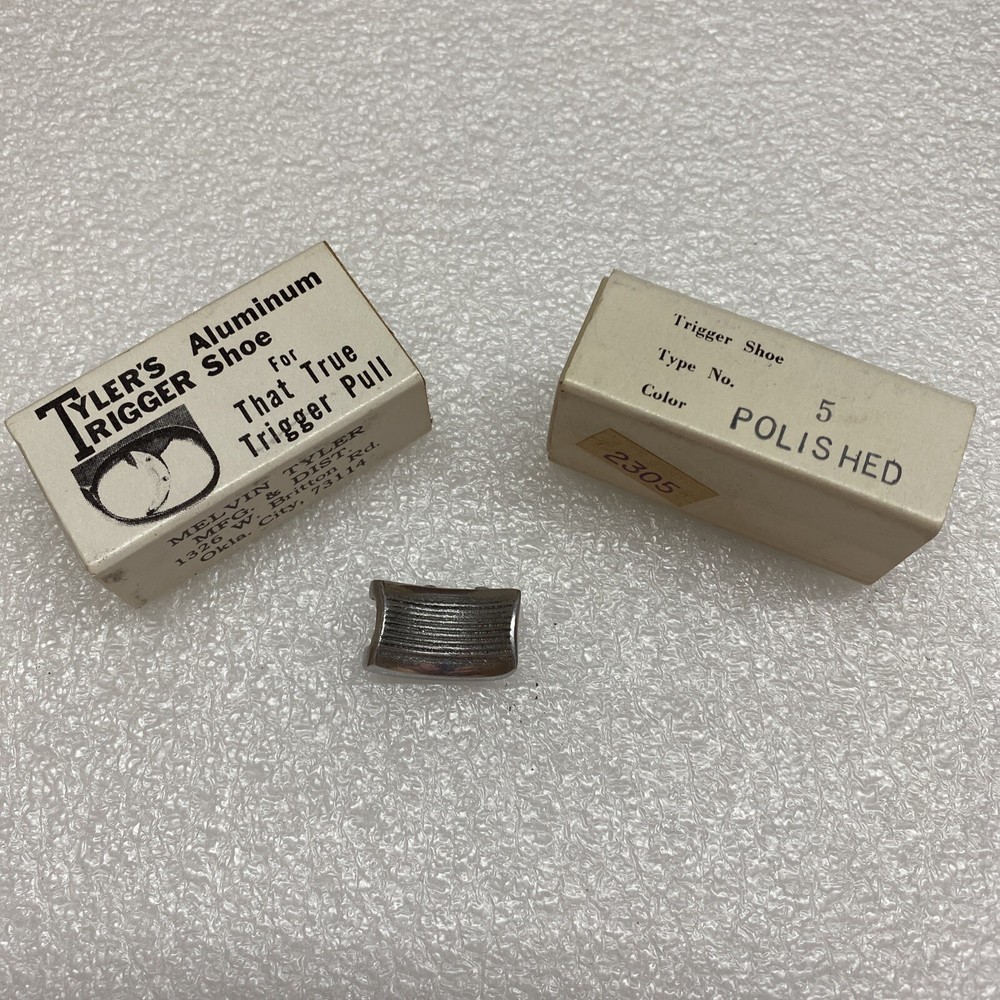 TYLER'S Aluminum
TRIGGER Shoe
For
That True
Trigger Pull
MELVIN TYLER
MFG. & DIST.
1326 W. Britton Rd.
Okla. City, 73114
Trigger Shoe
Type No. 5
Color POLISHED
2305